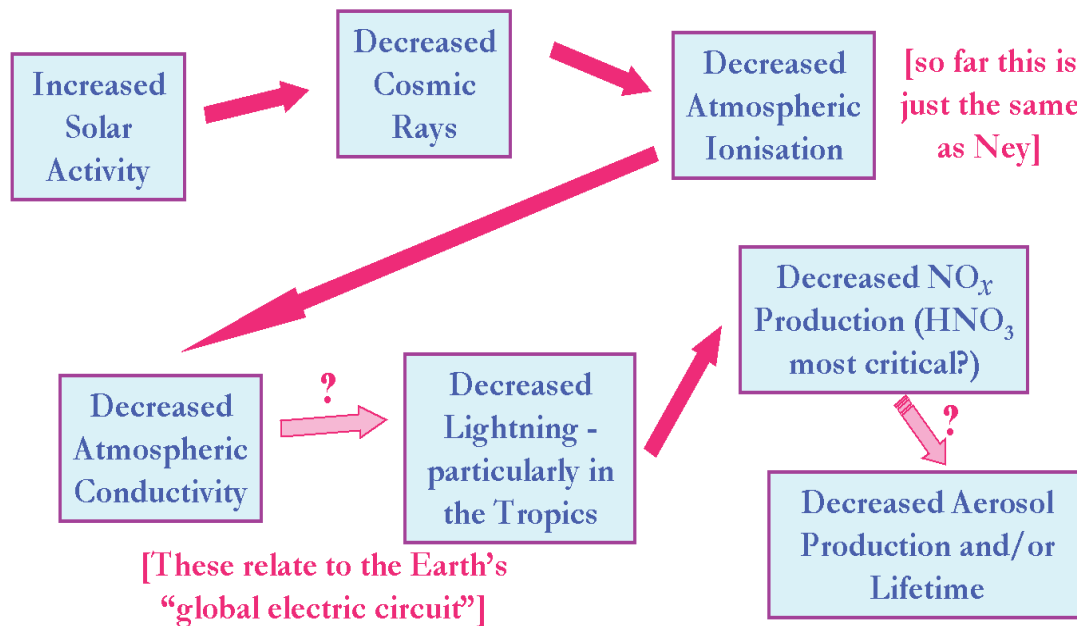 Increased
Solar
Activity
Decreased
Cosmic
Rays
Decreased
Atmospheric
Ionisation
[so far this is
just the same
as Ney]
Decreased
Atmospheric
Conductivity
?
Decreased
Lightning -
particularly in
the Tropics
Decreased NOx
Production (HNO3
most critical?)
?
Decreased Aerosol
Production and/or
Lifetime
[These relate to the Earth's
“global electric circuit”]